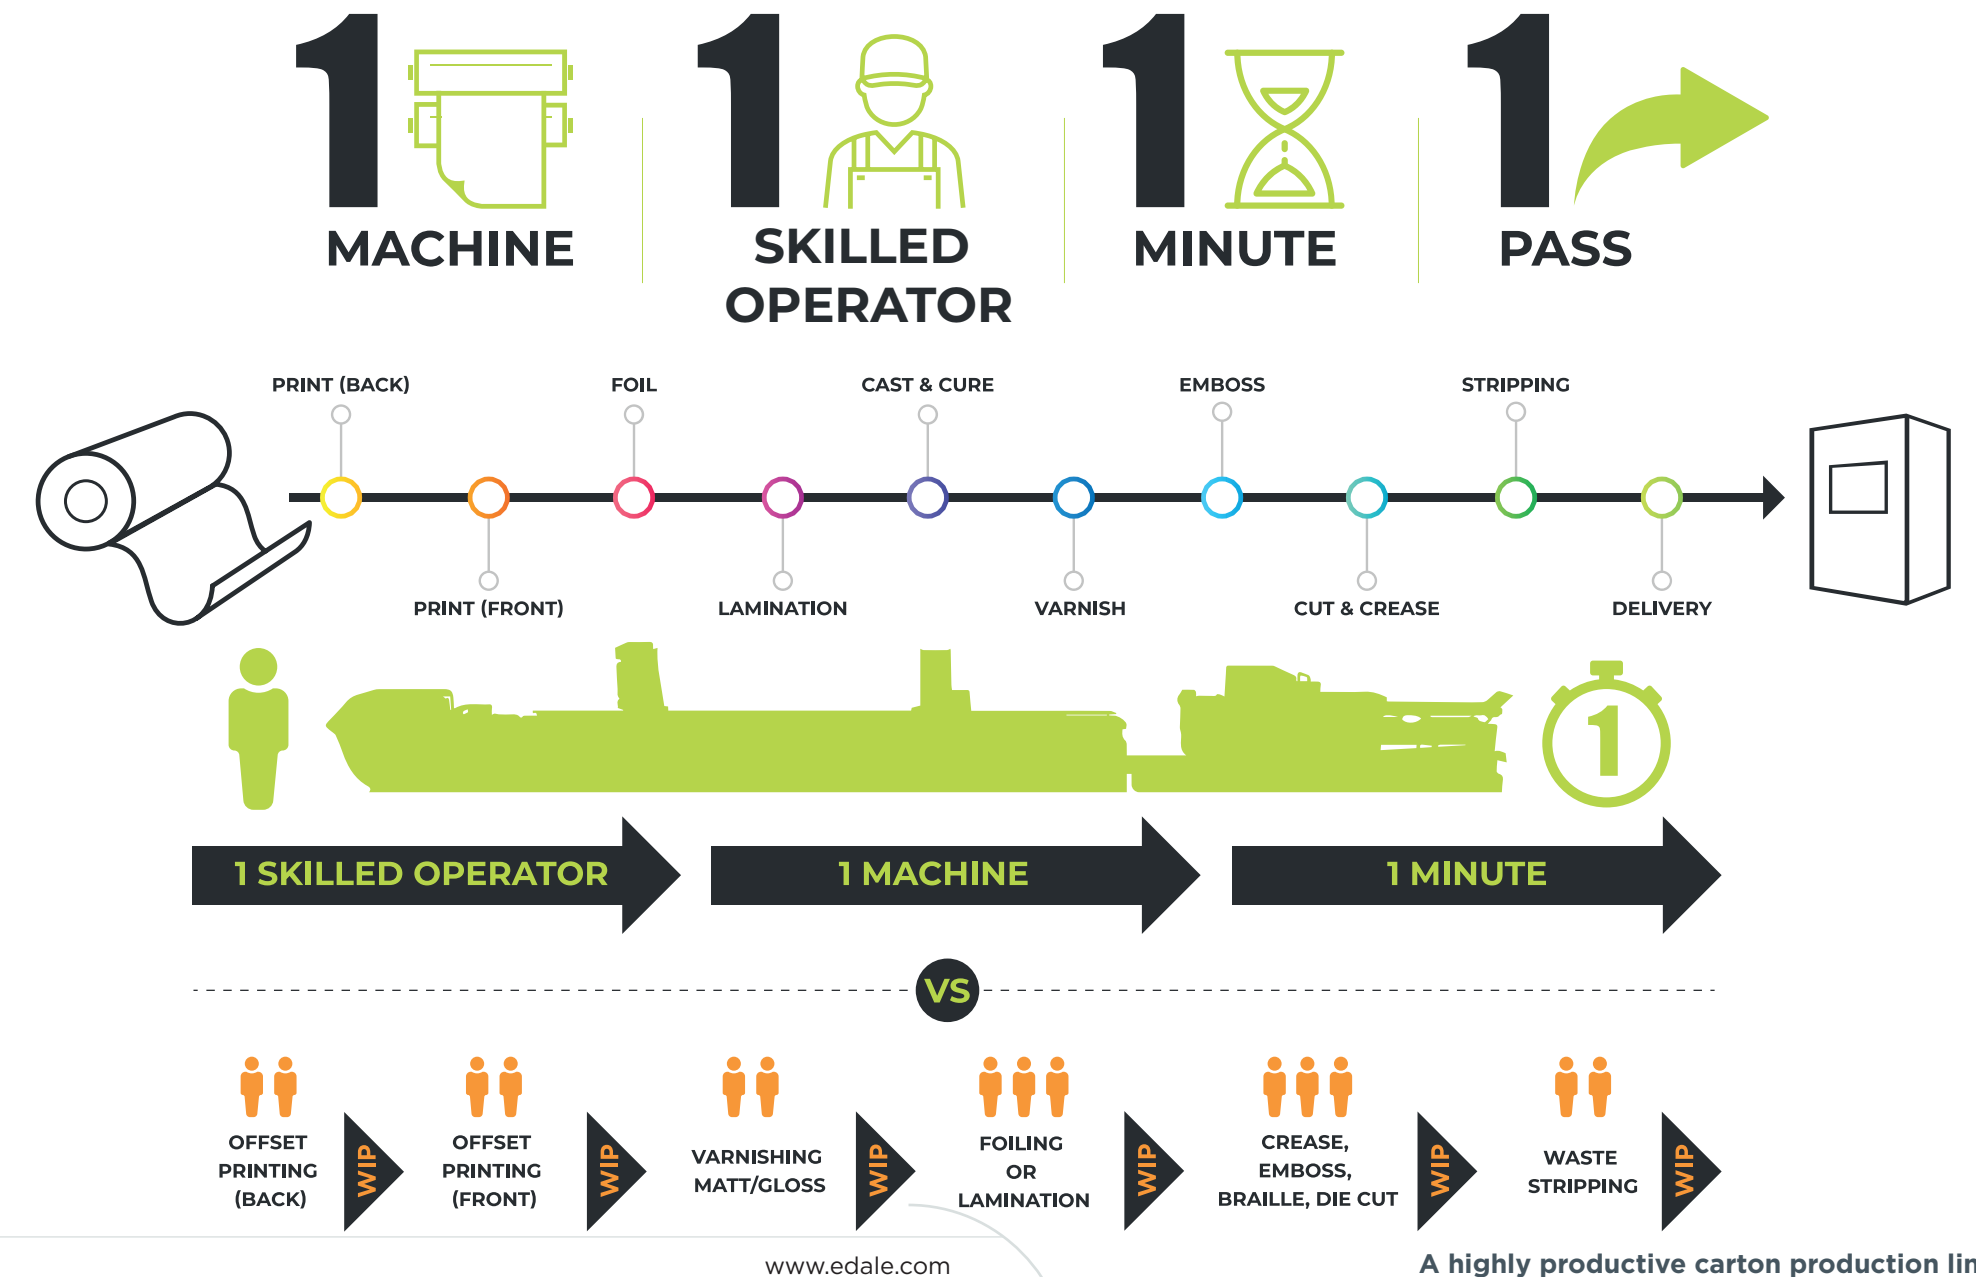 1 1 1 1
MACHINE
SKILLED
OPERATOR
MINUTE
PASS
PRINT (BACK)
FOIL
CAST & CURE
EMBOSS
STRIPPING
PRINT (FRONT)
LAMINATION
VARNISH
CUT & CREASE
DELIVERY
1
1 SKILLED OPERATOR
1 MACHINE
1 MINUTE
VS
OFFSET
PRINTING
(BACK)
WIP
OFFSET
PRINTING
(FRONT)
WIP
VARNISHING
MATT/GLOSS
WIP
FOILING
OR
LAMINATION
WIP
CREASE,
EMBOSS,
BRAILLE, DIE CUT
WIP
WASTE
STRIPPING
WIP
www.edale.com
A highly productive carton production lin